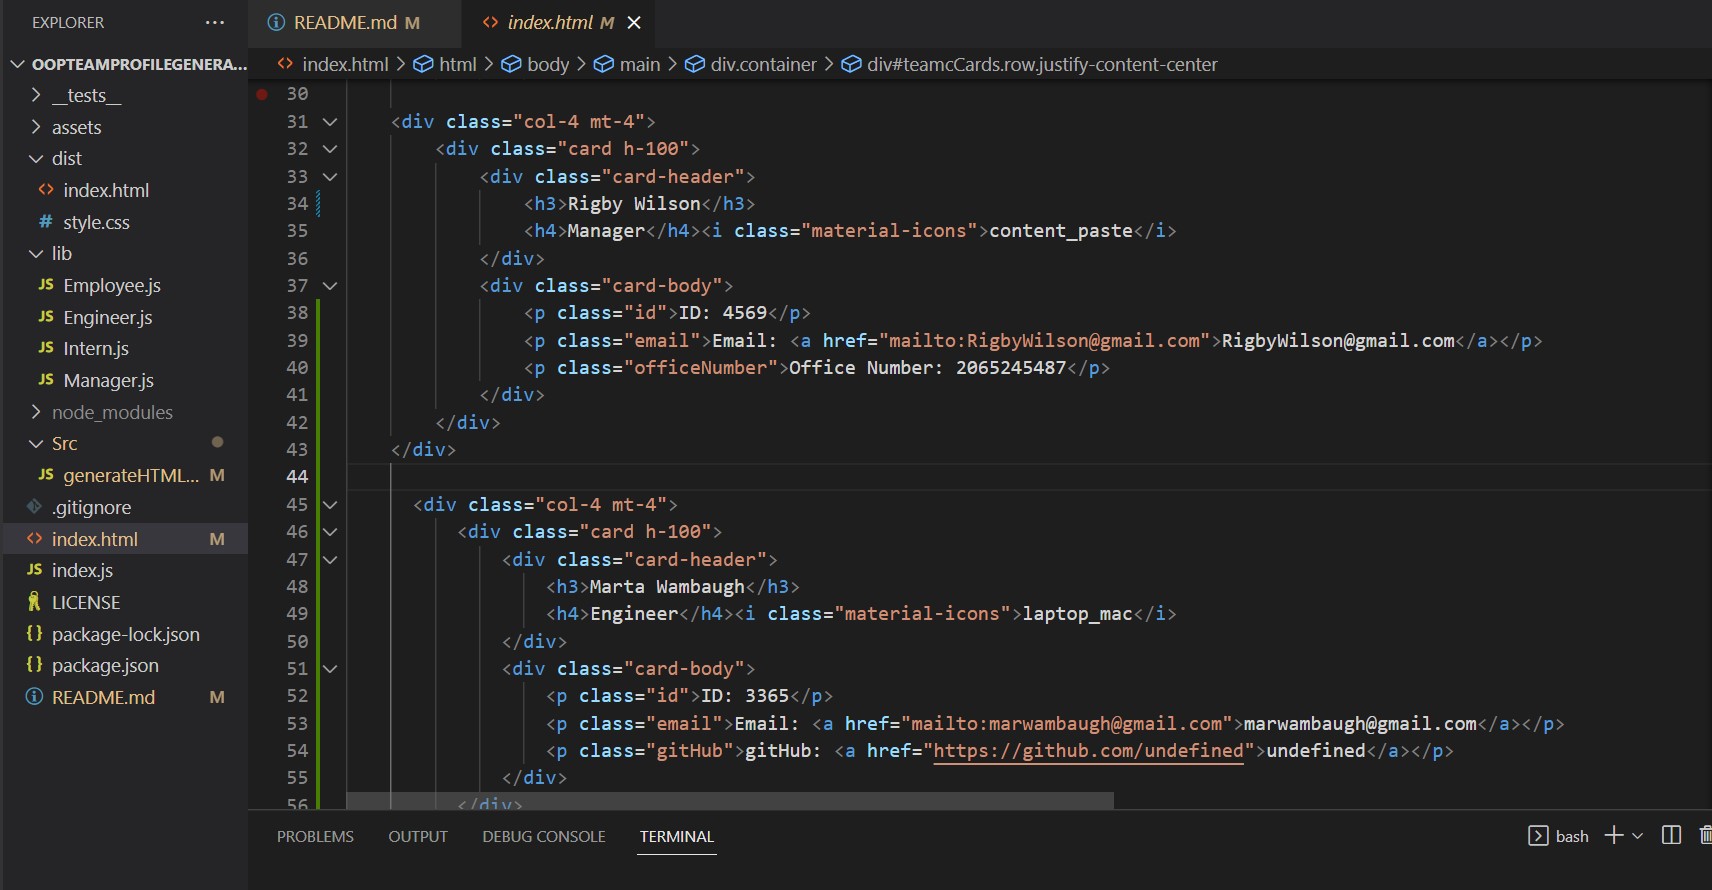 EXPLORER ···
OOPTEAMPROFILEGENERA...
__tests__
assets
dist
<> index.html
# style.css
lib
JS Employee.js
JS Engineer.js
JS Intern.js
JS Manager.js
node_modules
Src
JS generateHTML... M
.gitignore
<> index.html M
JS index.js
LICENSE
{} package-lock.json
{} package.json
README.md M
README.md M <> index.html M
<> index.html > html > body > main > div.container > div#teamcCards.row.justify-content-center
30
31 <div class="col-4 mt-4">
32 <div class="card h-100">
33 <div class="card-header">
34 <h3>Rigby Wilson</h3>
35 <h4>Manager</h4><i class="material-icons">content_paste</i>
36 </div>
37 <div class="card-body">
38 <p class="id">ID: 4569</p>
39 <p class="email">Email: <a href="mailto:RigbyWilson@gmail.com">RigbyWilson@gmail.com</a></p>
40 <p class="officeNumber">Office Number: 2065245487</p>
41 </div>
42 </div>
43 </div>
44
45 <div class="col-4 mt-4">
46 <div class="card h-100">
47 <div class="card-header">
48 <h3>Marta Wambaugh</h3>
49 <h4>Engineer</h4><i class="material-icons">laptop_mac</i>
50 </div>
51 <div class="card-body">
52 <p class="id">ID: 3365</p>
53 <p class="email">Email: <a href="mailto:marwambaugh@gmail.com">marwambaugh@gmail.com</a></p>
54 <p class="gitHub">gitHub: <a href="https://github.com/undefined">undefined</a></p>
55 </div>
56 </div>
PROBLEMS OUTPUT DEBUG CONSOLE TERMINAL bash